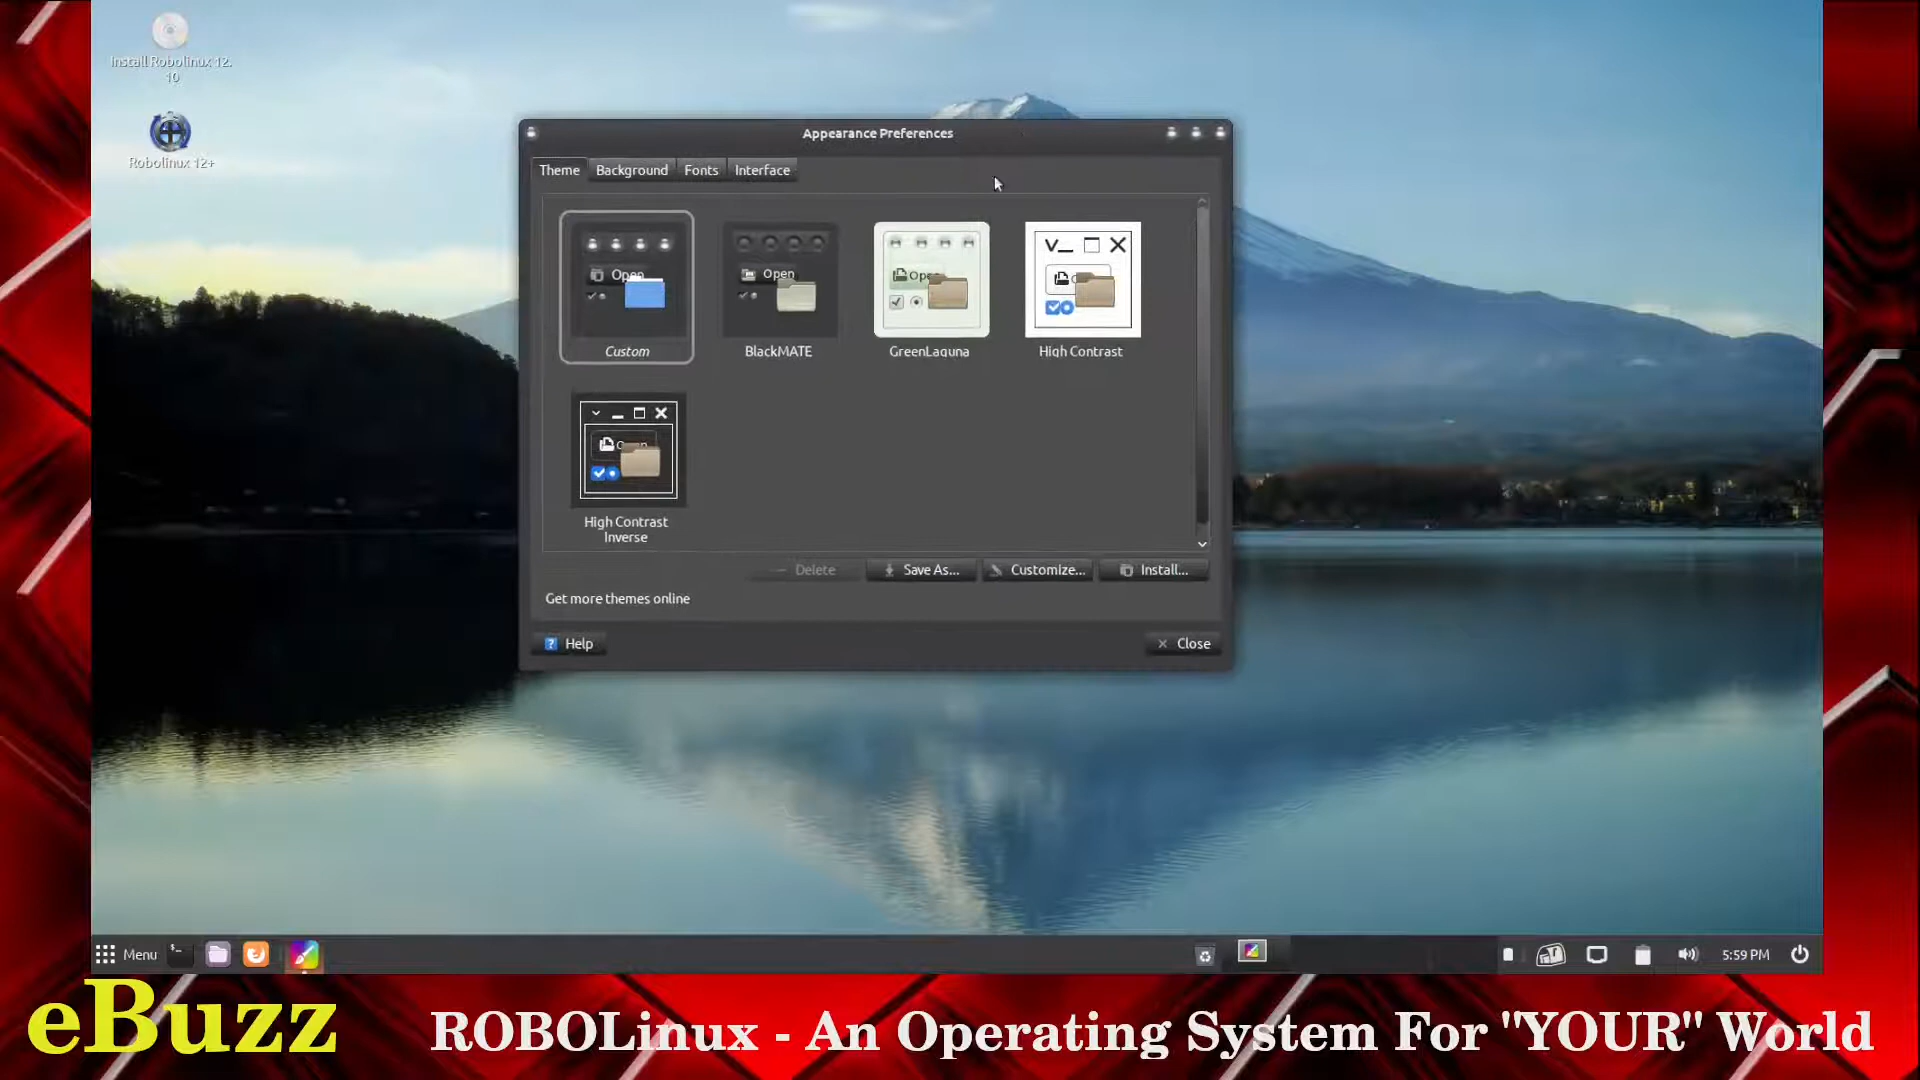 Install Robolinux 12.
10
Robolinux 12+
Appearance Preferences
Theme
Background
Fonts
Interface
Open
Custom
Open
BlackMATE
GreenLaguna
High Contrast
High Contrast
Inverse
Delete
Save As...
Customize...
Install...
Get more themes online
Help
Close
Menu
5:59 PM
eBuzz
ROBOLinux - An Operating System For "YOUR" World